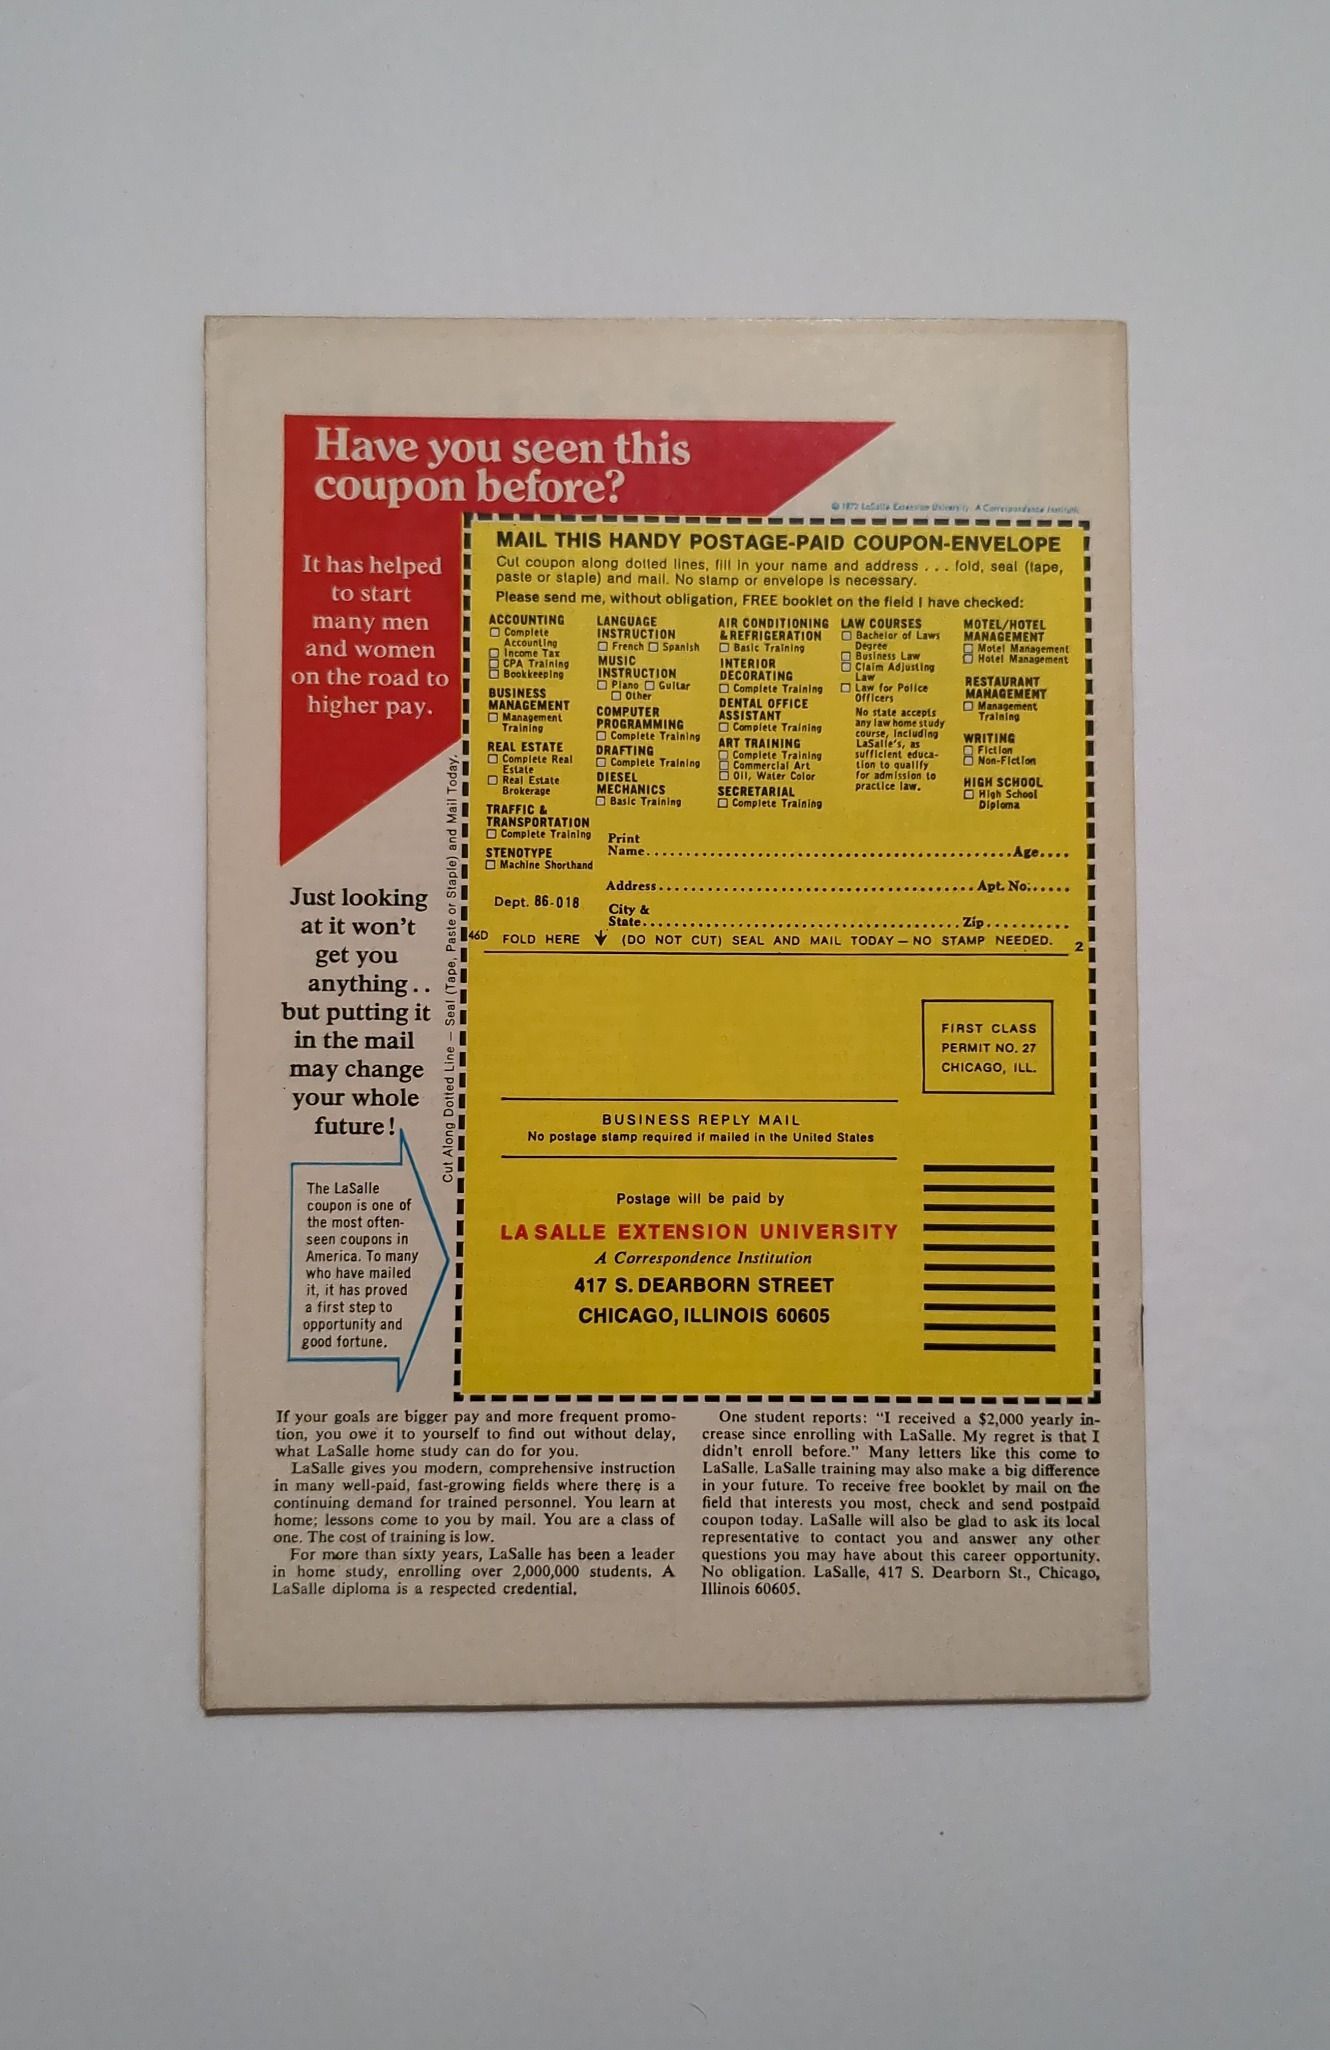 Have you seen this
coupon before?
© 1972 LaSalle Extension University A Correspondence Institute
It has helped
to start
many men
and women
on the road to
higher pay.
Just looking
at it won't
get you
anything..
but putting it
in the mail
may change
your whole
future!
The LaSalle
coupon is one of
the most often-
seen coupons in
America. To many
who have mailed
it, it has proved
a first step to
opportunity and
good fortune.
Cut Along Dotted Line — Seal (Tape, Paste or Staple) and Mail Today.
MAIL THIS HANDY POSTAGE-PAID COUPON-ENVELOPE
Cut coupon along dotted lines, fill in your name and address . . . fold, seal (tape,
paste or staple) and mail. No stamp or envelope is necessary.
Please send me, without obligation, FREE booklet on the field I have checked:
ACCOUNTING
Complete
Accounting
Income Tax
CPA Training
Bookkeeping
BUSINESS
MANAGEMENT
Management
Training
REAL ESTATE
Complete Real
Estate
Real Estate
Brokerage
TRAFFIC &
TRANSPORTATION
Complete Training
STENOTYPE
Machine Shorthand
LANGUAGE
INSTRUCTION
French Spanish
MUSIC
INSTRUCTION
Piano Guitar
Other
COMPUTER
PROGRAMMING
Complete Training
DRAFTING
Complete Training
DIESEL
MECHANICS
Basic Training
AIR CONDITIONING
& REFRIGERATION
Basic Training
INTERIOR
DECORATING
Complete Training
DENTAL OFFICE
ASSISTANT
Complete Training
ART TRAINING
Complete Training
Commercial Art
Oil, Water Color
SECRETARIAL
Complete Training
LAW COURSES
Bachelor of Laws
Degree
Business Law
Claim Adjusting
Law
Law for Police
Officers
No state accepts
any law home study
course, including
LaSalle's, as
sufficient educa-
tion to qualify
for admission to
practice law.
MOTEL/HOTEL
MANAGEMENT
Motel Management
Hotel Management
RESTAURANT
MANAGEMENT
Management
Training
WRITING
Fiction
Non-Fiction
HIGH SCHOOL
High School
Diploma
Print
Name Age
Address Apt. No.
Dept. 86-018
City &
State Zip
46D FOLD HERE (DO NOT CUT) SEAL AND MAIL TODAY — NO STAMP NEEDED. 2
FIRST CLASS
PERMIT NO. 27
CHICAGO, ILL.
BUSINESS REPLY MAIL
No postage stamp required if mailed in the United States
Postage will be paid by
LA SALLE EXTENSION UNIVERSITY
A Correspondence Institution
417 S. DEARBORN STREET
CHICAGO, ILLINOIS 60605
If your goals are bigger pay and more frequent promo-
tion, you owe it to yourself to find out without delay,
what LaSalle home study can do for you.
LaSalle gives you modern, comprehensive instruction
in many well-paid, fast-growing fields where there is a
continuing demand for trained personnel. You learn at
home; lessons come to you by mail. You are a class of
one. The cost of training is low.
For more than sixty years, LaSalle has been a leader
in home study, enrolling over 2,000,000 students. A
LaSalle diploma is a respected credential.
One student reports: "I received a $2,000 yearly in-
crease since enrolling with LaSalle. My regret is that I
didn't enroll before." Many letters like this come to
LaSalle. LaSalle training may also make a big difference
in your future. To receive free booklet by mail on the
field that interests you most, check and send postpaid
coupon today. LaSalle will also be glad to ask its local
representative to contact you and answer any other
questions you may have about this career opportunity.
No obligation. LaSalle, 417 S. Dearborn St., Chicago,
Illinois 60605.